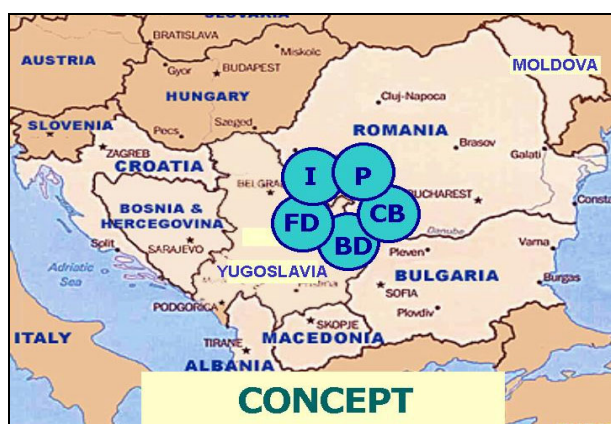 SLOVAKIA
BRATISLAVA
Miskolc
AUSTRIA
Gyor
BUDAPEST
MOLDOVA
HUNGARY
Cluj-Napoca
SLOVENIA
Pecs
Szeged
ROMANIA
ZAGREB
Brasov
Galati
CROATIA
I
P
BELGRA
BUCHAREST
Consta
BOSNIA &
HERCEGOVINA
FD
CB
Danube
BD
Split
SARAJEVO
Pleven
Varna
Adriatic
Sea
YUGOSLAVIA
BULGARIA
Burgas
SOFIA
PODGORICA
Plovdiv
ITALY
SKOPJE
MACEDONIA
TIRANE
ALBANIA
CONCEPT